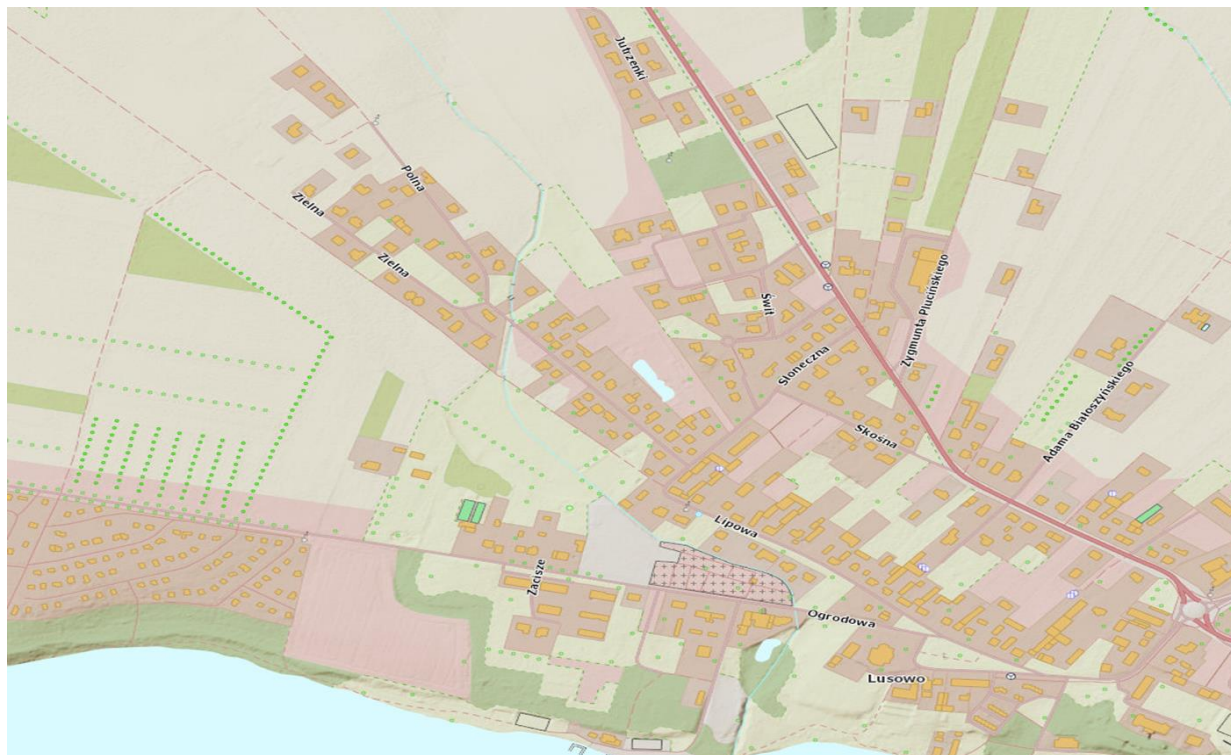 Jutrzenki
Polna
Zielna
Zielna
Świt
Zygmunta Plucińskiego
Słoneczna
Adama Białoszyńskiego
Skośna
Lipowa
Zacisze
Ogrodowa
Lusowo